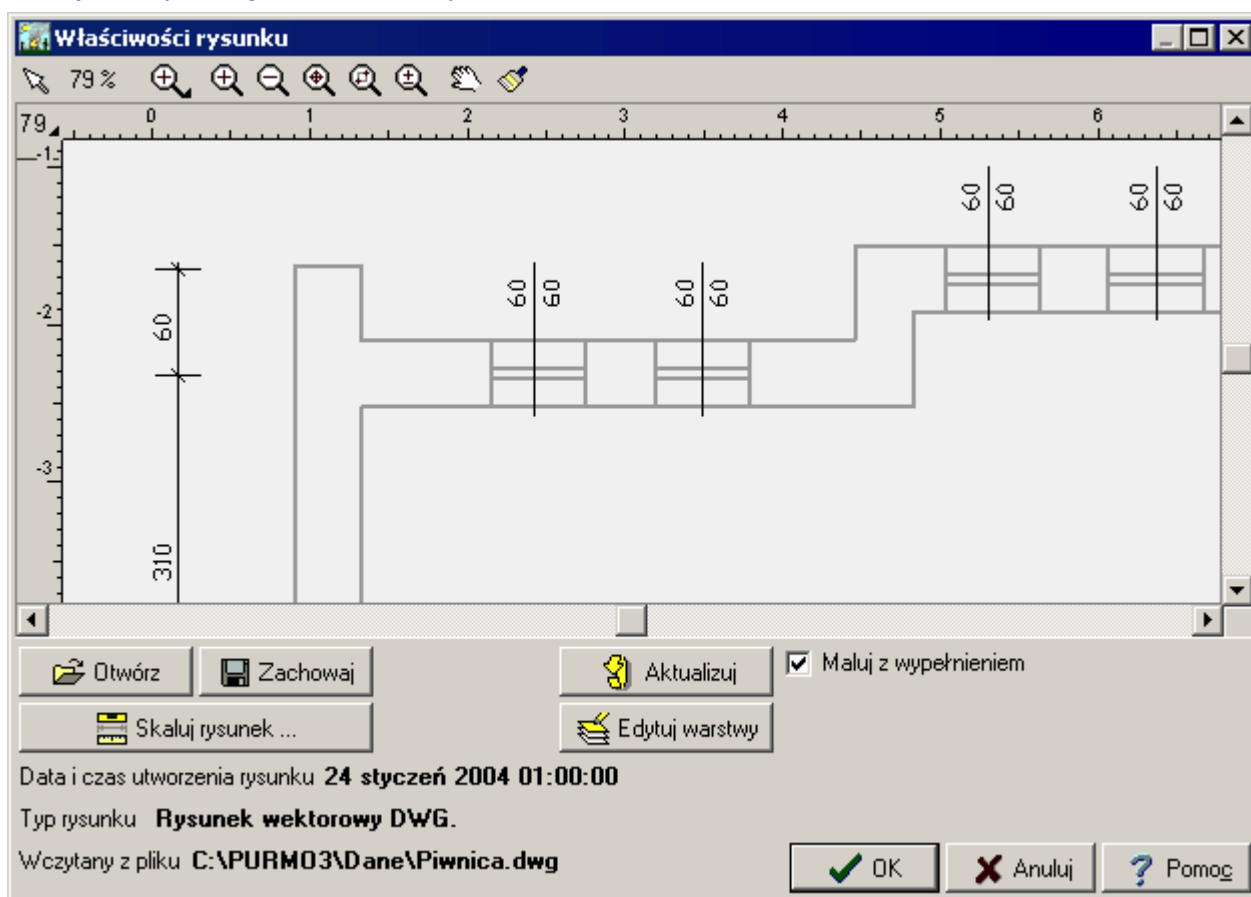 Właściwości rysunku
79 %
79
0 1 2 3 4 5 6
-1
-2
-3
60 60
60 60
60 60
60 60
60
310
Otwórz
Zachowaj
Aktualizuj
Maluj z wypełnieniem
Skaluj rysunek ...
Edytuj warstwy
Data i czas utworzenia rysunku 24 styczeń 2004 01:00:00
Typ rysunku Rysunek wektorowy DWG.
Wczytany z pliku C:\PURMO3\Dane\Piwnica.dwg
OK
Anuluj
Pomoc